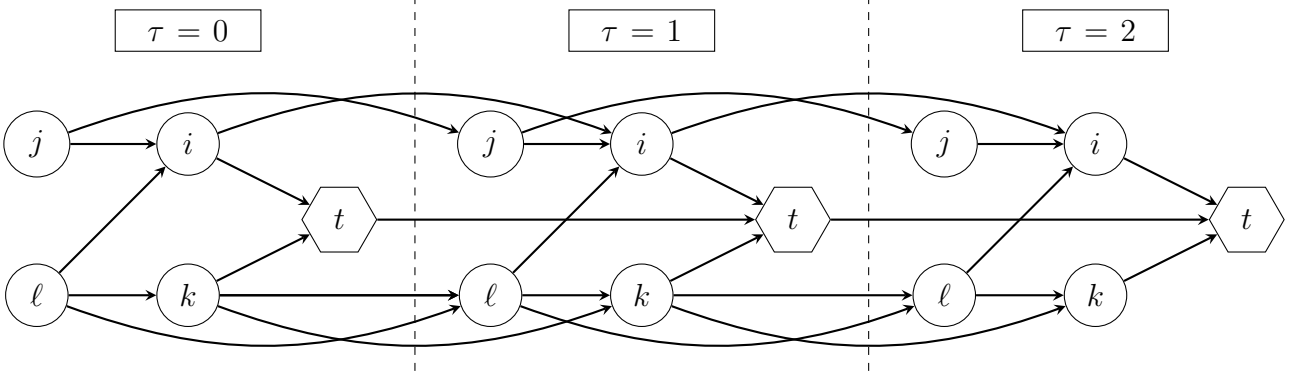 τ = 0 τ = 1 τ = 2
j i j i j i
t t t
ℓ k ℓ k ℓ k